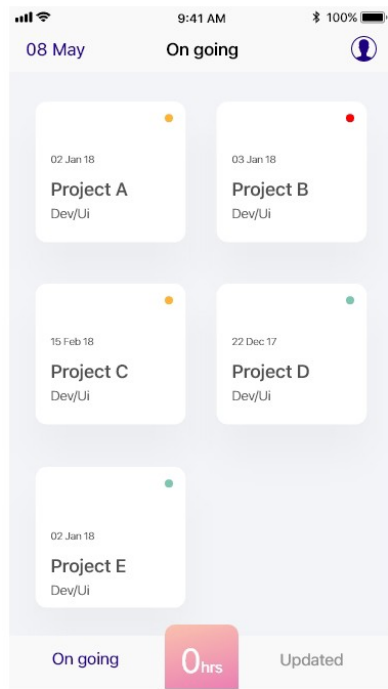 9:41 AM
100%
08 May
On going
02 Jan 18
Project A
Dev/Ui
03 Jan 18
Project B
Dev/Ui
15 Feb 18
Project C
Dev/Ui
22 Dec 17
Project D
Dev/Ui
02 Jan 18
Project E
Dev/Ui
On going
0hrs
Updated